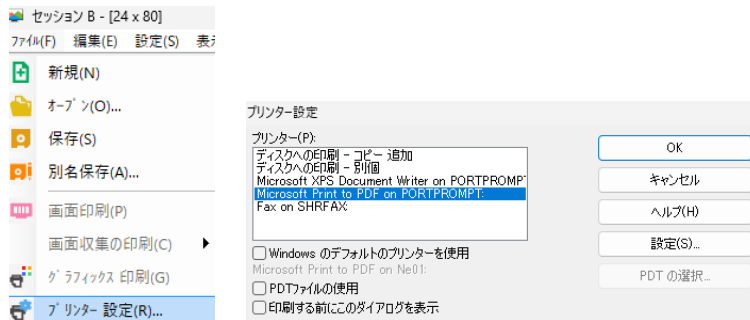 セッション B - [24 x 80]
ファイル(F) 編集(E) 設定(S)
新規(N)
オープン(O)...
保存(S)
別名保存(A)...
画面印刷(P)
画面収集の印刷(C)
グラフィックス 印刷(G)
プリンター 設定(R)...
プリンター設定
プリンター(P):
ディスクへの印刷 - コピー 追加
ディスクへの印刷 - 別個
Microsoft XPS Document Writer on PORTPROMP
Microsoft Print to PDF on PORTPROMPT:
Fax on SHRFAX:
Windows のデフォルトのプリンターを使用
Microsoft Print to PDF on Ne01:
PDTファイルの使用
印刷する前にこのダイアログを表示
OK
キャンセル
ヘルプ(H)
設定(S)...
PDT の選択...